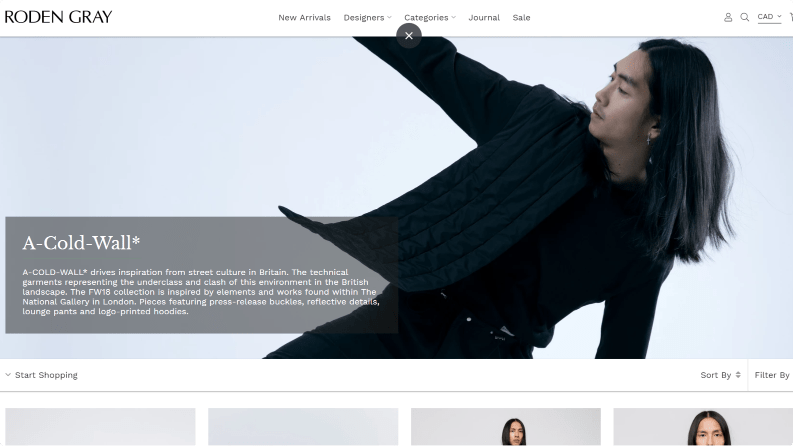 RODEN GRAY
New Arrivals Designers Categories Journal Sale
CAD
A-Cold-Wall*
A-COLD-WALL* drives inspiration from street culture in Britain. The technical
garments representing the underclass and clash of this environment in the British
landscape. The FW18 collection is inspired by elements and works found within The
National Gallery in London. Pieces featuring press-release buckles, reflective details,
lounge pants and logo-printed hoodies.
Start Shopping
Sort By
Filter By